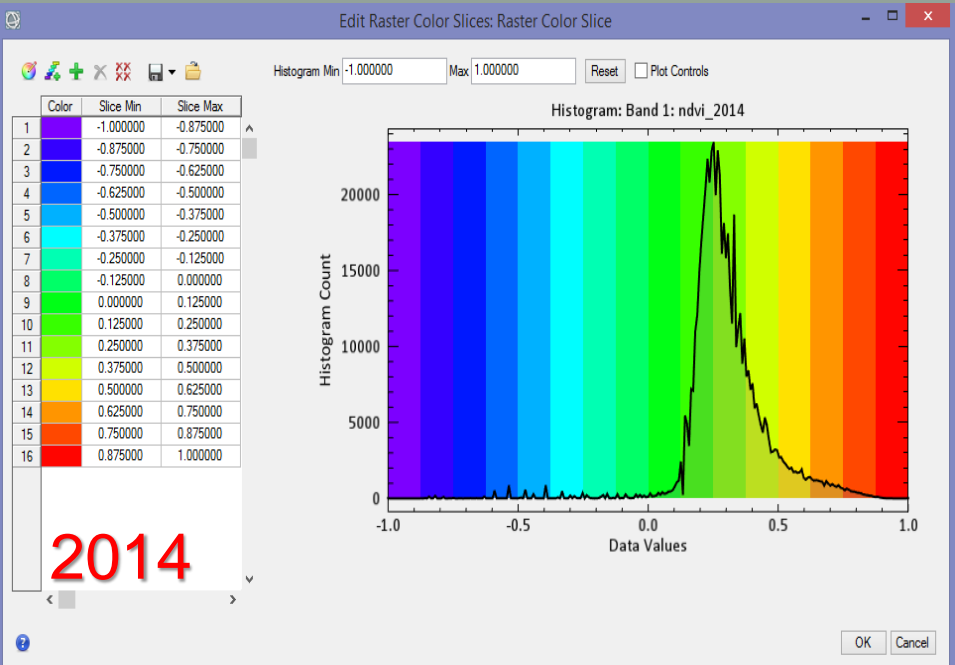 Edit Raster Color Slices: Raster Color Slice
Histogram Min -1.000000 Max 1.000000 Reset Plot Controls
Color Slice Min Slice Max
1 -1.000000 -0.875000
2 -0.875000 -0.750000
3 -0.750000 -0.625000
4 -0.625000 -0.500000
5 -0.500000 -0.375000
6 -0.375000 -0.250000
7 -0.250000 -0.125000
8 -0.125000 0.000000
9 0.000000 0.125000
10 0.125000 0.250000
11 0.250000 0.375000
12 0.375000 0.500000
13 0.500000 0.625000
14 0.625000 0.750000
15 0.750000 0.875000
16 0.875000 1.000000
2014
Histogram: Band 1: ndvi_2014
Histogram Count
20000
15000
10000
5000
0
-1.0 -0.5 0.0 0.5 1.0
Data Values
OK Cancel